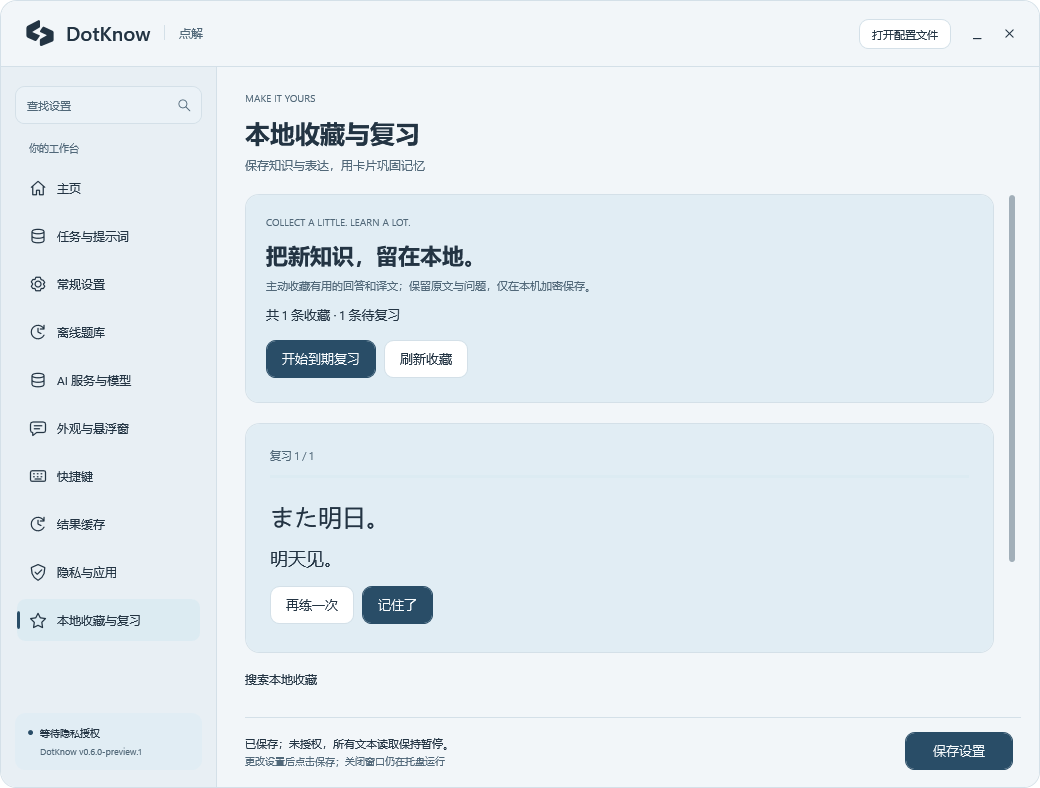 DotKnow 点解
打开配置文件
查找设置
你的工作台
主页
任务与提示词
常规设置
离线题库
AI 服务与模型
外观与悬浮窗
快捷键
结果缓存
隐私与应用
本地收藏与复习
等待隐私授权
DotKnow v0.6.0-preview.1
MAKE IT YOURS
本地收藏与复习
保存知识与表达，用卡片巩固记忆
COLLECT A LITTLE. LEARN A LOT.
把新知识，留在本地。
主动收藏有用的回答和译文；保留原文与问题，仅在本机加密保存。
共 1 条收藏 · 1 条待复习
开始到期复习
刷新收藏
复习 1 / 1
また明日。
明天见。
再练一次
记住了
搜索本地收藏
已保存；未授权，所有文本读取保持暂停。
更改设置后点击保存；关闭窗口仍在托盘运行
保存设置